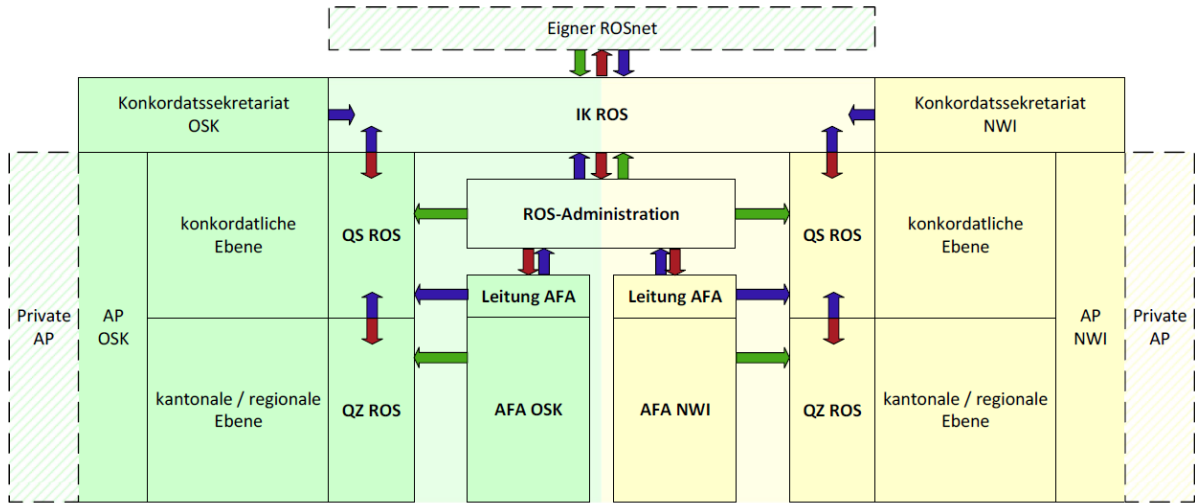 Eigner ROSnet
Konkordatssekretariat
OSK
IK ROS
Konkordatssekretariat
NWI
Private
AP
AP
OSK
konkordatliche
Ebene
QS ROS
ROS-Administration
QS ROS
konkordatliche
Ebene
AP
NWI
Private
AP
Leitung AFA
Leitung AFA
kantonale / regionale
Ebene
QZ ROS
AFA OSK
AFA NWI
QZ ROS
kantonale / regionale
Ebene